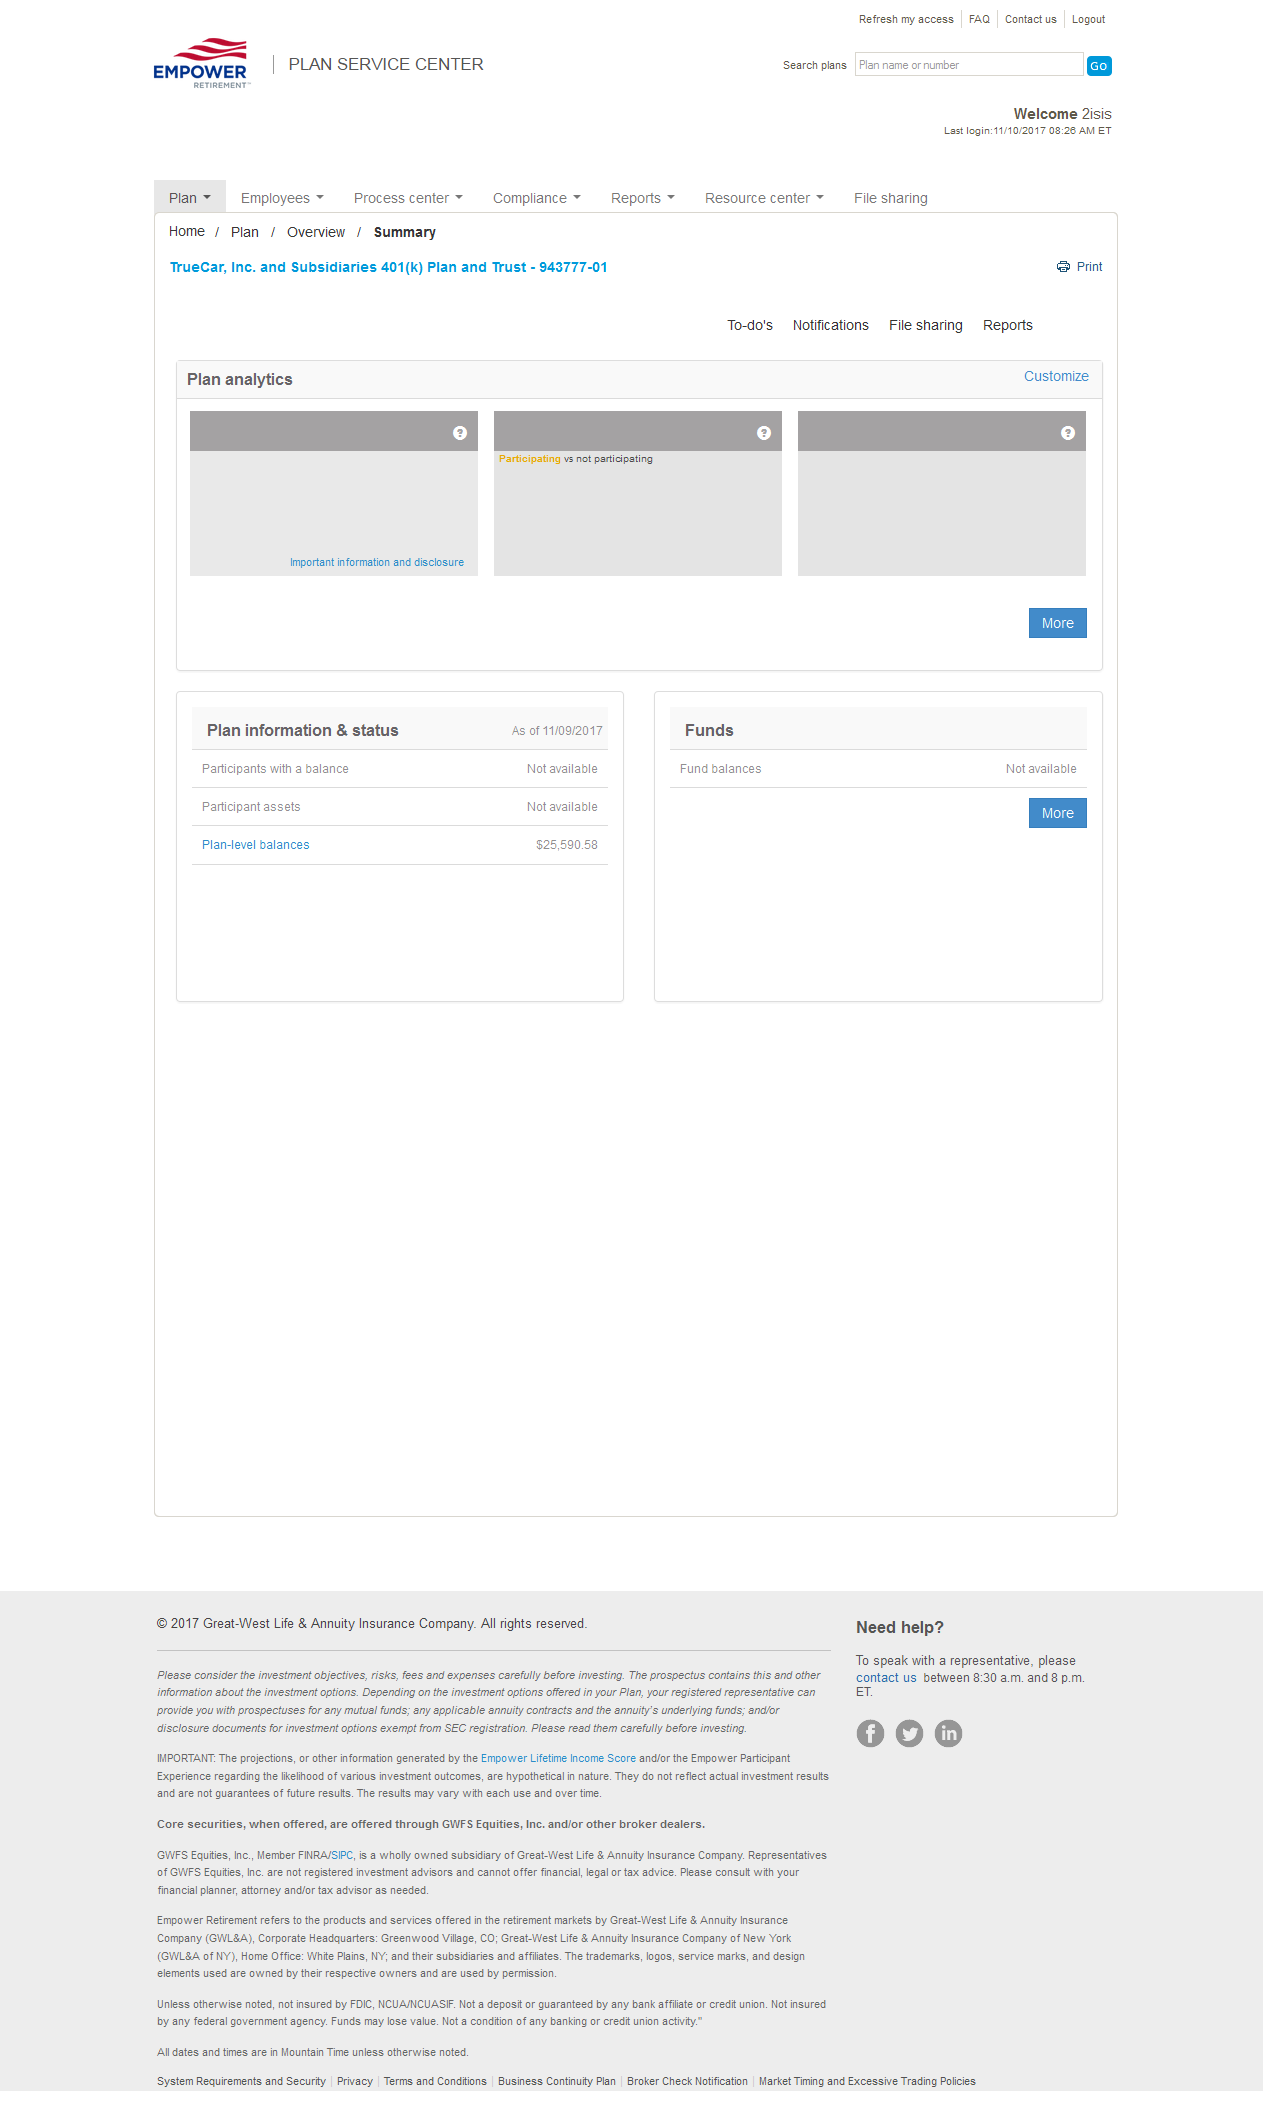 Refresh my access FAQ Contact us Logout
EMPOWER
RETIREMENT™
PLAN SERVICE CENTER
Search plans Plan name or number Go
Welcome 2isis
Last login:11/10/2017 08:26 AM ET
Plan Employees Process center Compliance Reports Resource center File sharing
Home / Plan / Overview / Summary
TrueCar, Inc. and Subsidiaries 401(k) Plan and Trust - 943777-01 Print
To-do's Notifications File sharing Reports
Plan analytics Customize
? ? ?
Participating vs not participating
Important information and disclosure
More
Plan information & status As of 11/09/2017
Participants with a balance Not available
Participant assets Not available
Plan-level balances $25,590.58
Funds
Fund balances Not available
More
© 2017 Great-West Life & Annuity Insurance Company. All rights reserved.
Please consider the investment objectives, risks, fees and expenses carefully before investing. The prospectus contains this and other
information about the investment options. Depending on the investment options offered in your Plan, your registered representative can
provide you with prospectuses for any mutual funds; any applicable annuity contracts and the annuity's underlying funds; and/or
disclosure documents for investment options exempt from SEC registration. Please read them carefully before investing.
IMPORTANT: The projections, or other information generated by the Empower Lifetime Income Score and/or the Empower Participant
Experience regarding the likelihood of various investment outcomes, are hypothetical in nature. They do not reflect actual investment results
and are not guarantees of future results. The results may vary with each use and over time.
Core securities, when offered, are offered through GWFS Equities, Inc. and/or other broker dealers.
GWFS Equities, Inc., Member FINRA/SIPC, is a wholly owned subsidiary of Great-West Life & Annuity Insurance Company. Representatives
of GWFS Equities, Inc. are not registered investment advisors and cannot offer financial, legal or tax advice. Please consult with your
financial planner, attorney and/or tax advisor as needed.
Empower Retirement refers to the products and services offered in the retirement markets by Great-West Life & Annuity Insurance
Company (GWL&A), Corporate Headquarters: Greenwood Village, CO; Great-West Life & Annuity Insurance Company of New York
(GWL&A of NY), Home Office: White Plains, NY; and their subsidiaries and affiliates. The trademarks, logos, service marks, and design
elements used are owned by their respective owners and are used by permission.
Unless otherwise noted, not insured by FDIC, NCUA/NCUASIF. Not a deposit or guaranteed by any bank affiliate or credit union. Not insured
by any federal government agency. Funds may lose value. Not a condition of any banking or credit union activity."
All dates and times are in Mountain Time unless otherwise noted.
System Requirements and Security Privacy Terms and Conditions Business Continuity Plan Broker Check Notification Market Timing and Excessive Trading Policies
Need help?
To speak with a representative, please
contact us between 8:30 a.m. and 8 p.m.
ET.
f in